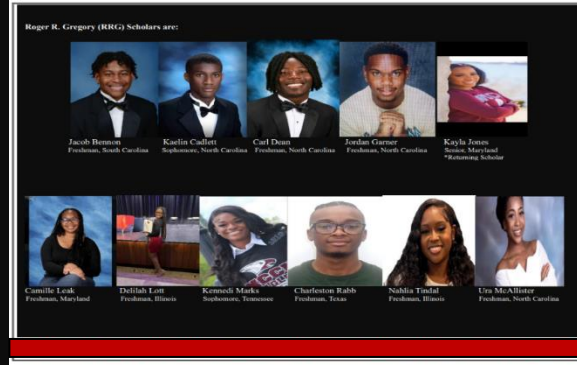 Roger R. Gregory (RRG) Scholars are:
Jacob Bennon
Freshman, South Carolina
Kaelin Cadlett
Sophomore, North Carolina
Carl Dean
Freshman, North Carolina
Jordan Garner
Freshman, North Carolina
Kayla Jones
Senior, Maryland
*Returning Scholar
Camille Leak
Freshman, Maryland
Delilah Lott
Freshman, Illinois
Kennedi Marks
Sophomore, Tennessee
Charleston Rabb
Freshman, Texas
Nahlia Tindal
Freshman, Illinois
Ura McAllister
Freshman, North Carolina